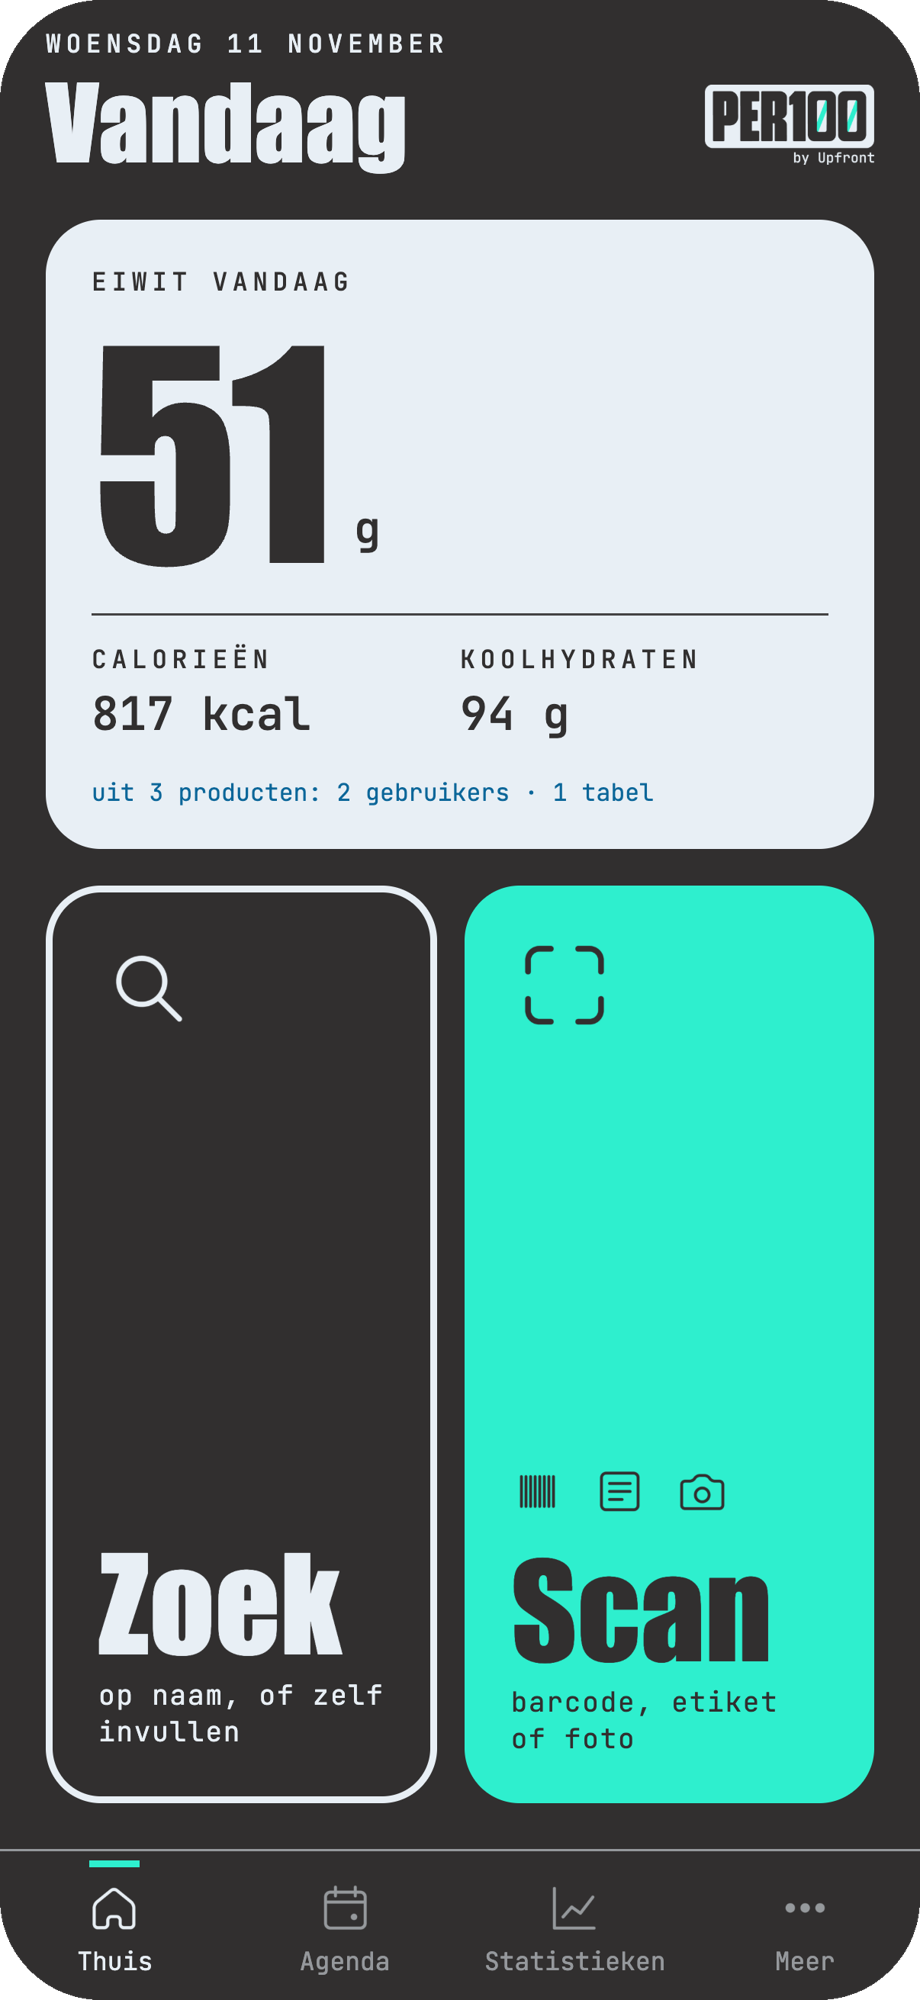 WOENSDAG 11 NOVEMBER
Vandaag
PER100
by Upfront
EIWIT VANDAAG
51 g
CALORIEËN
817 kcal
KOOLHYDRATEN
94 g
uit 3 producten: 2 gebruikers · 1 tabel
Zoek
op naam, of zelf
invullen
Scan
barcode, etiket
of foto
Thuis
Agenda
Statistieken
Meer